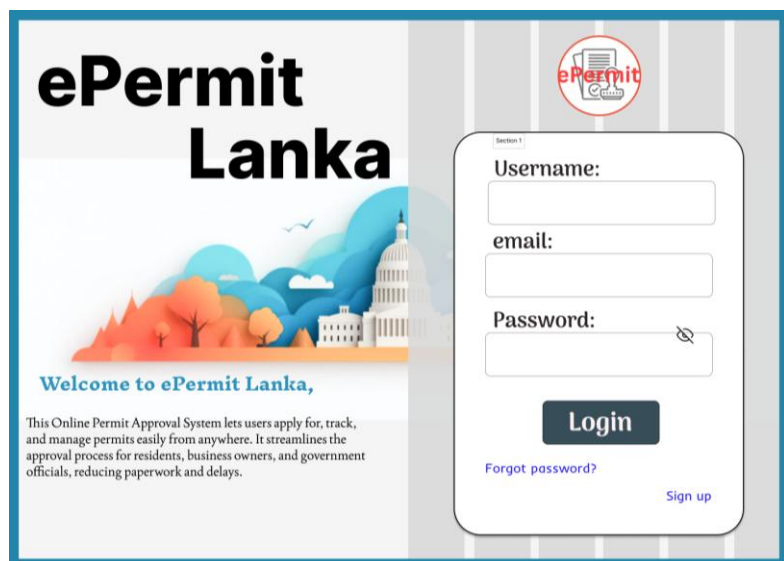 ePermit
Lanka
Welcome to ePermit Lanka,
This Online Permit Approval System lets users apply for, track,
and manage permits easily from anywhere. It streamlines the
approval process for residents, business owners, and government
officials, reducing paperwork and delays.
ePermit
Section 1
Username:
email:
Password:
Login
Forgot password?
Sign up